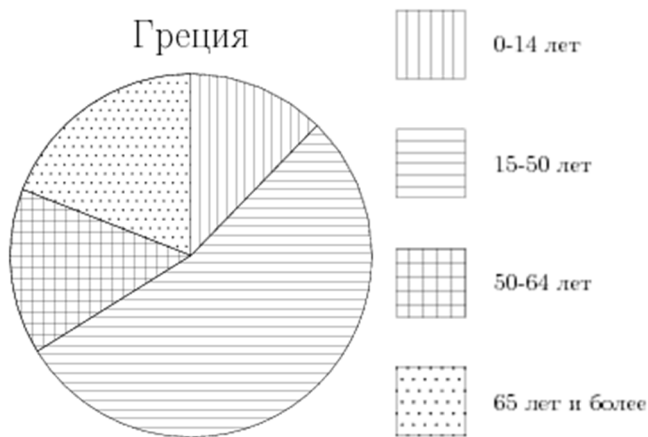 Греция
0-14 лет
15-50 лет
50-64 лет
65 лет и более